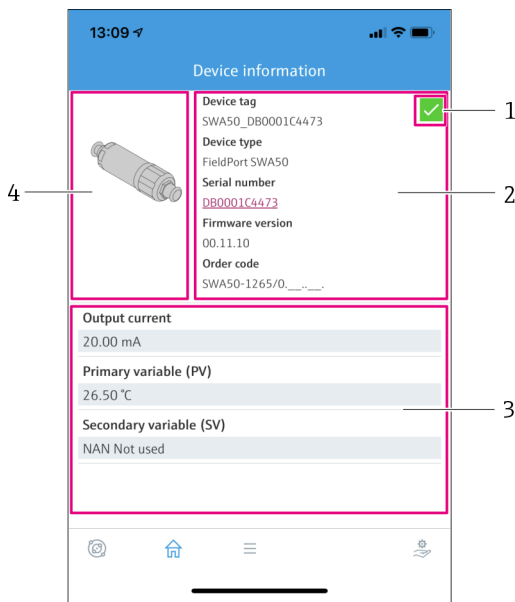 13:09
Device information
Device tag
SWA50_DB0001C4473
Device type
FieldPort SWA50
Serial number
DB0001C4473
Firmware version
00.11.10
Order code
SWA50-1265/0.__..__.
Output current
20.00 mA
Primary variable (PV)
26.50 °C
Secondary variable (SV)
NAN Not used
1
2
3
4